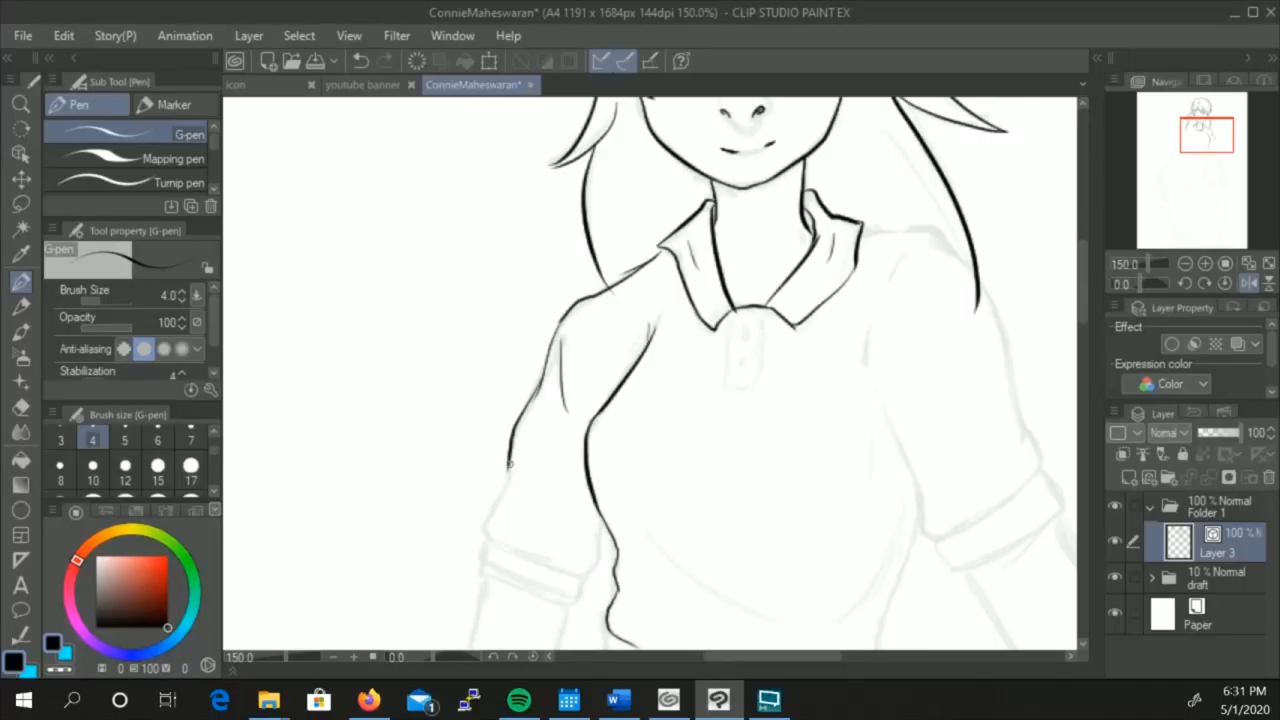 ConnieMaheswaran* (A4 1191 x 1684px 144dpi 150.0%) - CLIP STUDIO PAINT EX
File Edit Story(P) Animation Layer Select View Filter Window Help
Sub Tool [Pen]
icon
youtube banner
ConnieMaheswaran*
Pen
Marker
G-pen
Mapping pen
Turnip pen
Tool property [G-pen]
G-pen
Brush Size 4.0
Opacity 100
Anti-aliasing
Stabilization
Brush size [G-pen]
3 4 5 6 7
8 10 12 15 17
0 100 0
150.0
0.0
Naviga
150.0
0.0
Layer Property
Effect
Expression color
Color
Layer
Normal 100
100 % Normal
Folder 1
100 % N
Layer 3
10 % Normal
draft
Paper
1
6:31 PM
5/1/2020